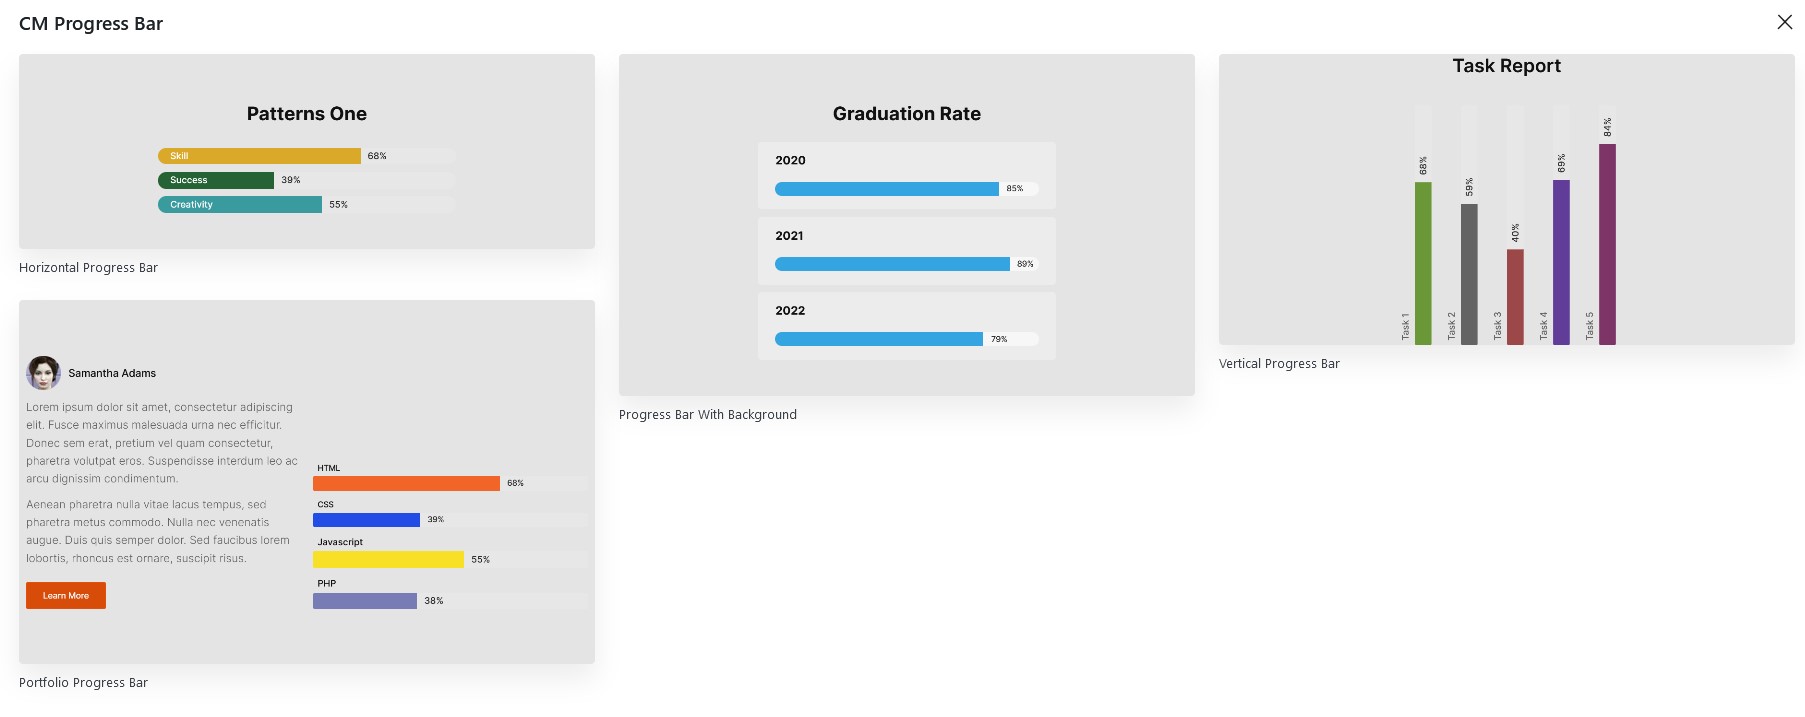 CM Progress Bar
Patterns One
Skill 68%
Success 39%
Creativity 55%
Horizontal Progress Bar
Samantha Adams
Lorem ipsum dolor sit amet, consectetur adipiscing
elit. Fusce maximus malesuada urna nec efficitur.
Donec sem erat, pretium vel quam consectetur,
pharetra volutpat eros. Suspendisse interdum leo ac
arcu dignissim condimentum.
Aenean pharetra nulla vitae lacus tempus, sed
pharetra metus commodo. Nulla nec venenatis
augue. Duis quis semper dolor. Sed faucibus lorem
lobortis, rhoncus est ornare, suscipit risus.
Learn More
HTML
68%
CSS
39%
Javascript
55%
PHP
38%
Portfolio Progress Bar
Graduation Rate
2020
85%
2021
89%
2022
79%
Progress Bar With Background
Task Report
Task 1 68%
Task 2 59%
Task 3 40%
Task 4 69%
Task 5 84%
Vertical Progress Bar